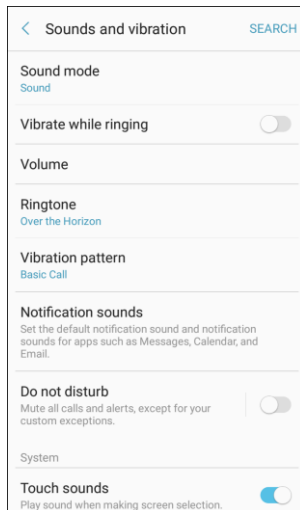 Sounds and vibration SEARCH
Sound mode
Sound
Vibrate while ringing
Volume
Ringtone
Over the Horizon
Vibration pattern
Basic Call
Notification sounds
Set the default notification sound and notification
sounds for apps such as Messages, Calendar, and
Email.
Do not disturb
Mute all calls and alerts, except for your
custom exceptions.
System
Touch sounds
Play sound when making screen selection.